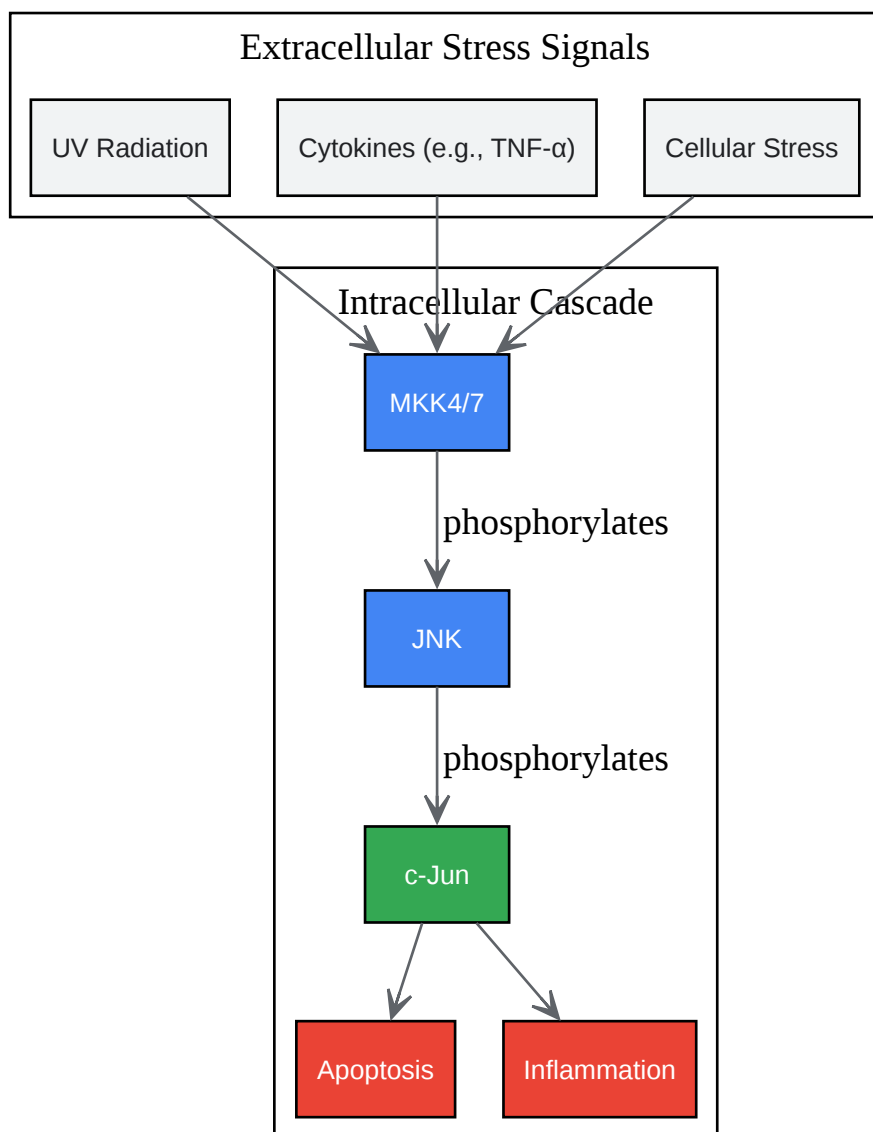 Extracellular Stress Signals
UV Radiation
Cytokines (e.g., TNF-α)
Cellular Stress
Intracellular Cascade
MKK4/7
phosphorylates
JNK
phosphorylates
c-Jun
Apoptosis
Inflammation